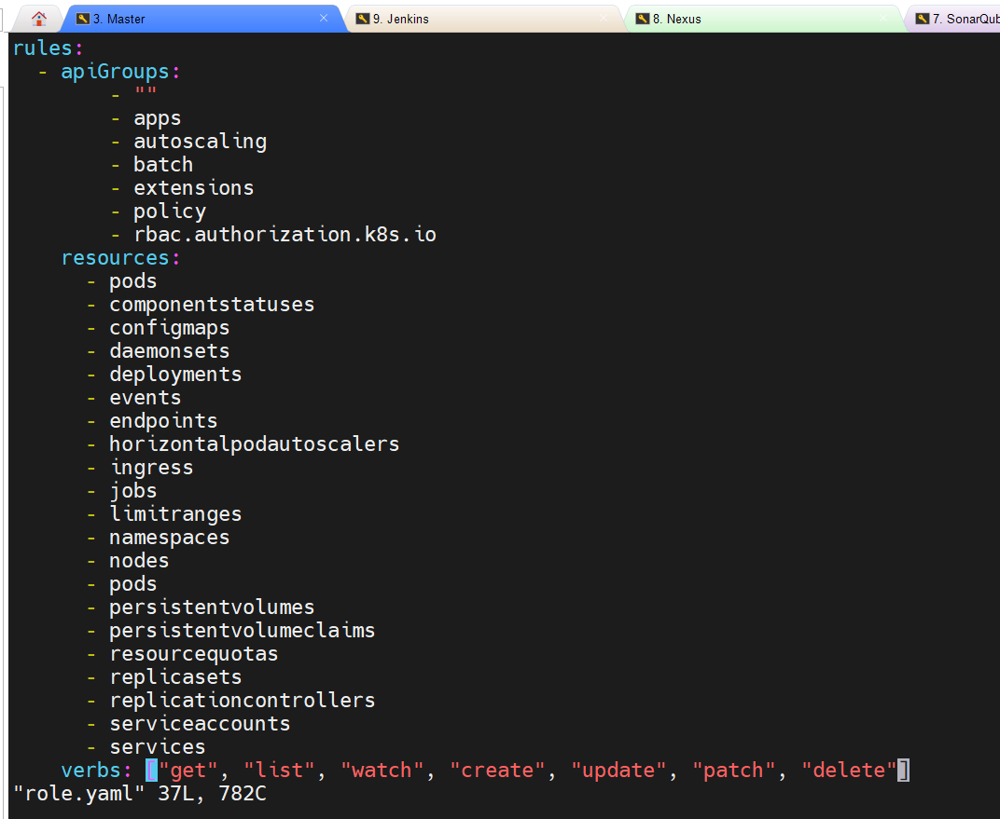 3. Master
9. Jenkins
8. Nexus
7. SonarQub
rules:
  - apiGroups:
        - ""
        - apps
        - autoscaling
        - batch
        - extensions
        - policy
        - rbac.authorization.k8s.io
    resources:
      - pods
      - componentstatuses
      - configmaps
      - daemonsets
      - deployments
      - events
      - endpoints
      - horizontalpodautoscalers
      - ingress
      - jobs
      - limitranges
      - namespaces
      - nodes
      - pods
      - persistentvolumes
      - persistentvolumeclaims
      - resourcequotas
      - replicasets
      - replicationcontrollers
      - serviceaccounts
      - services
    verbs: ["get", "list", "watch", "create", "update", "patch", "delete"]
"role.yaml" 37L, 782C